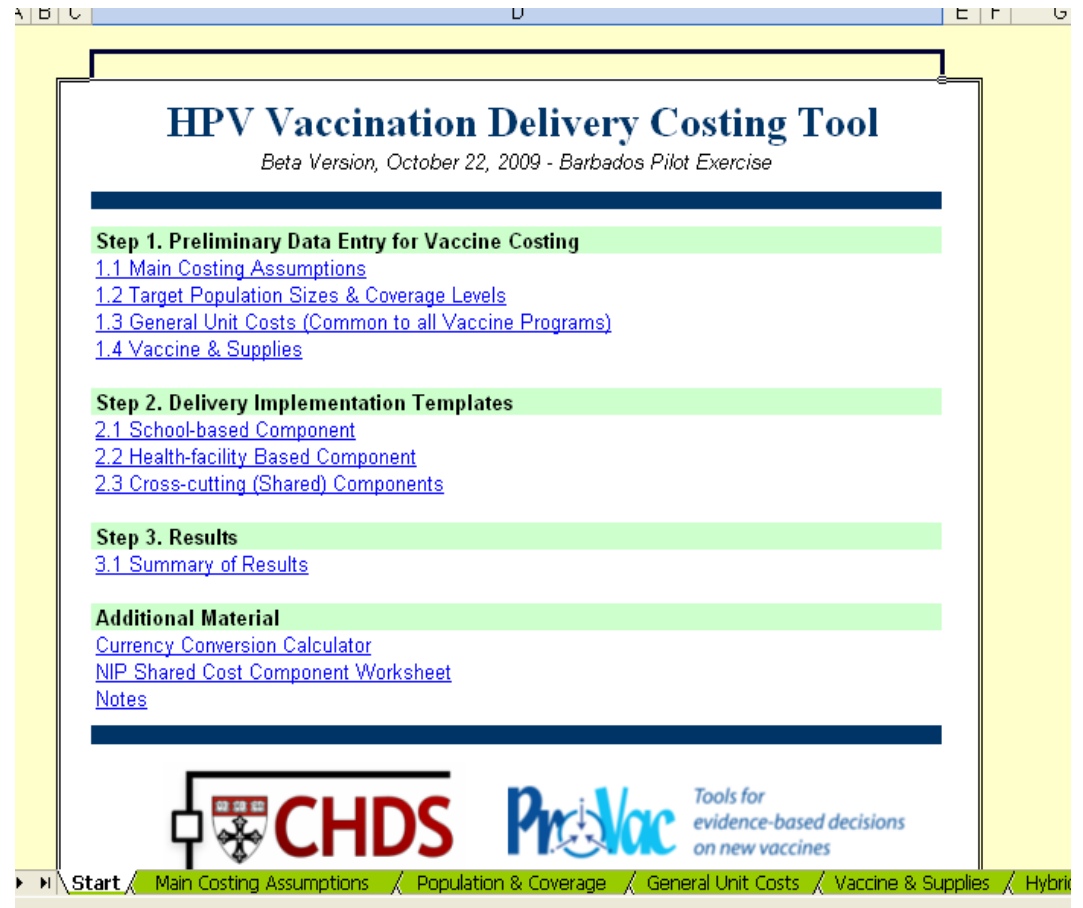 A B C D E F G
HPV Vaccination Delivery Costing Tool
Beta Version, October 22, 2009 - Barbados Pilot Exercise
Step 1. Preliminary Data Entry for Vaccine Costing
1.1 Main Costing Assumptions
1.2 Target Population Sizes & Coverage Levels
1.3 General Unit Costs (Common to all Vaccine Programs)
1.4 Vaccine & Supplies
Step 2. Delivery Implementation Templates
2.1 School-based Component
2.2 Health-facility Based Component
2.3 Cross-cutting (Shared) Components
Step 3. Results
3.1 Summary of Results
Additional Material
Currency Conversion Calculator
NIP Shared Cost Component Worksheet
Notes
CHDS
ProVac
Tools for
evidence-based decisions
on new vaccines
Start Main Costing Assumptions Population & Coverage General Unit Costs Vaccine & Supplies Hybric